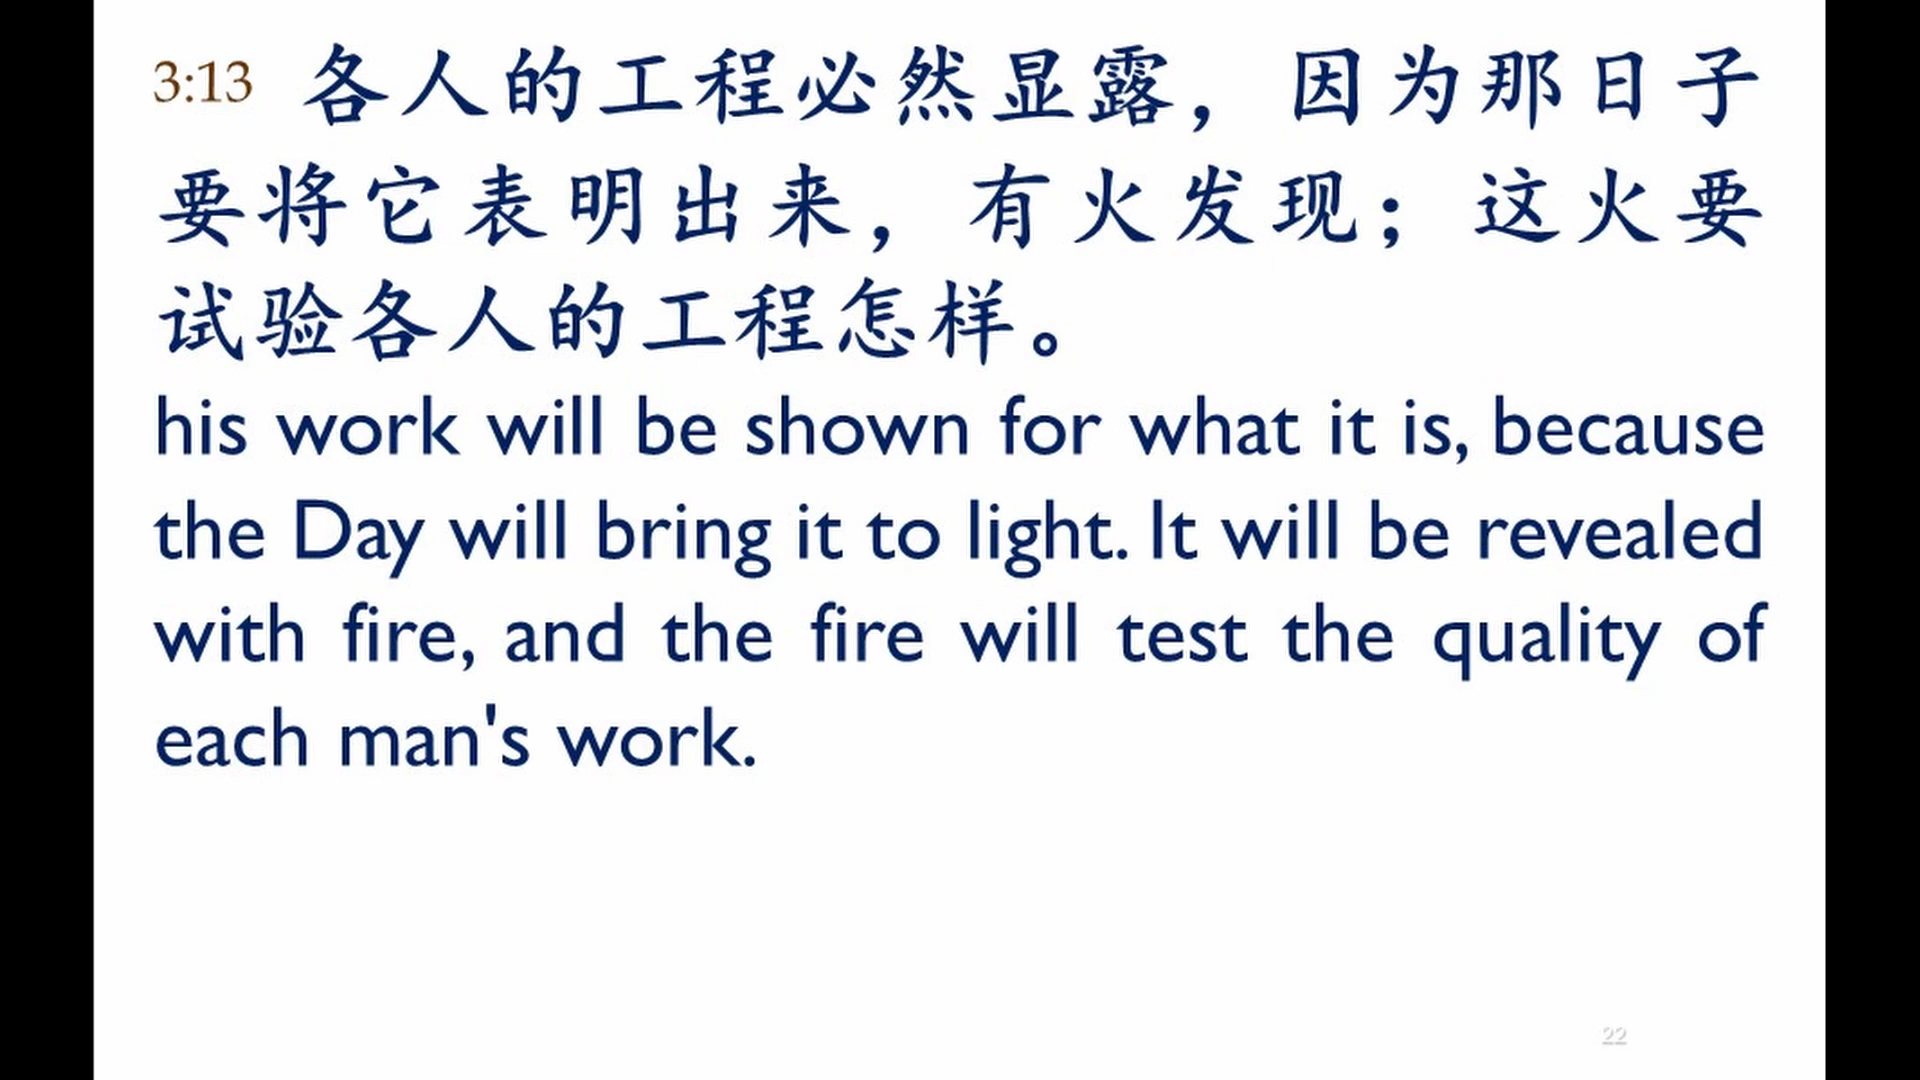 3:13 各人的工程必然显露，因为那日子
要将它表明出来，有火发现；这火要
试验各人的工程怎样。
his work will be shown for what it is, because
the Day will bring it to light. It will be revealed
with fire, and the fire will test the quality of
each man's work.
22